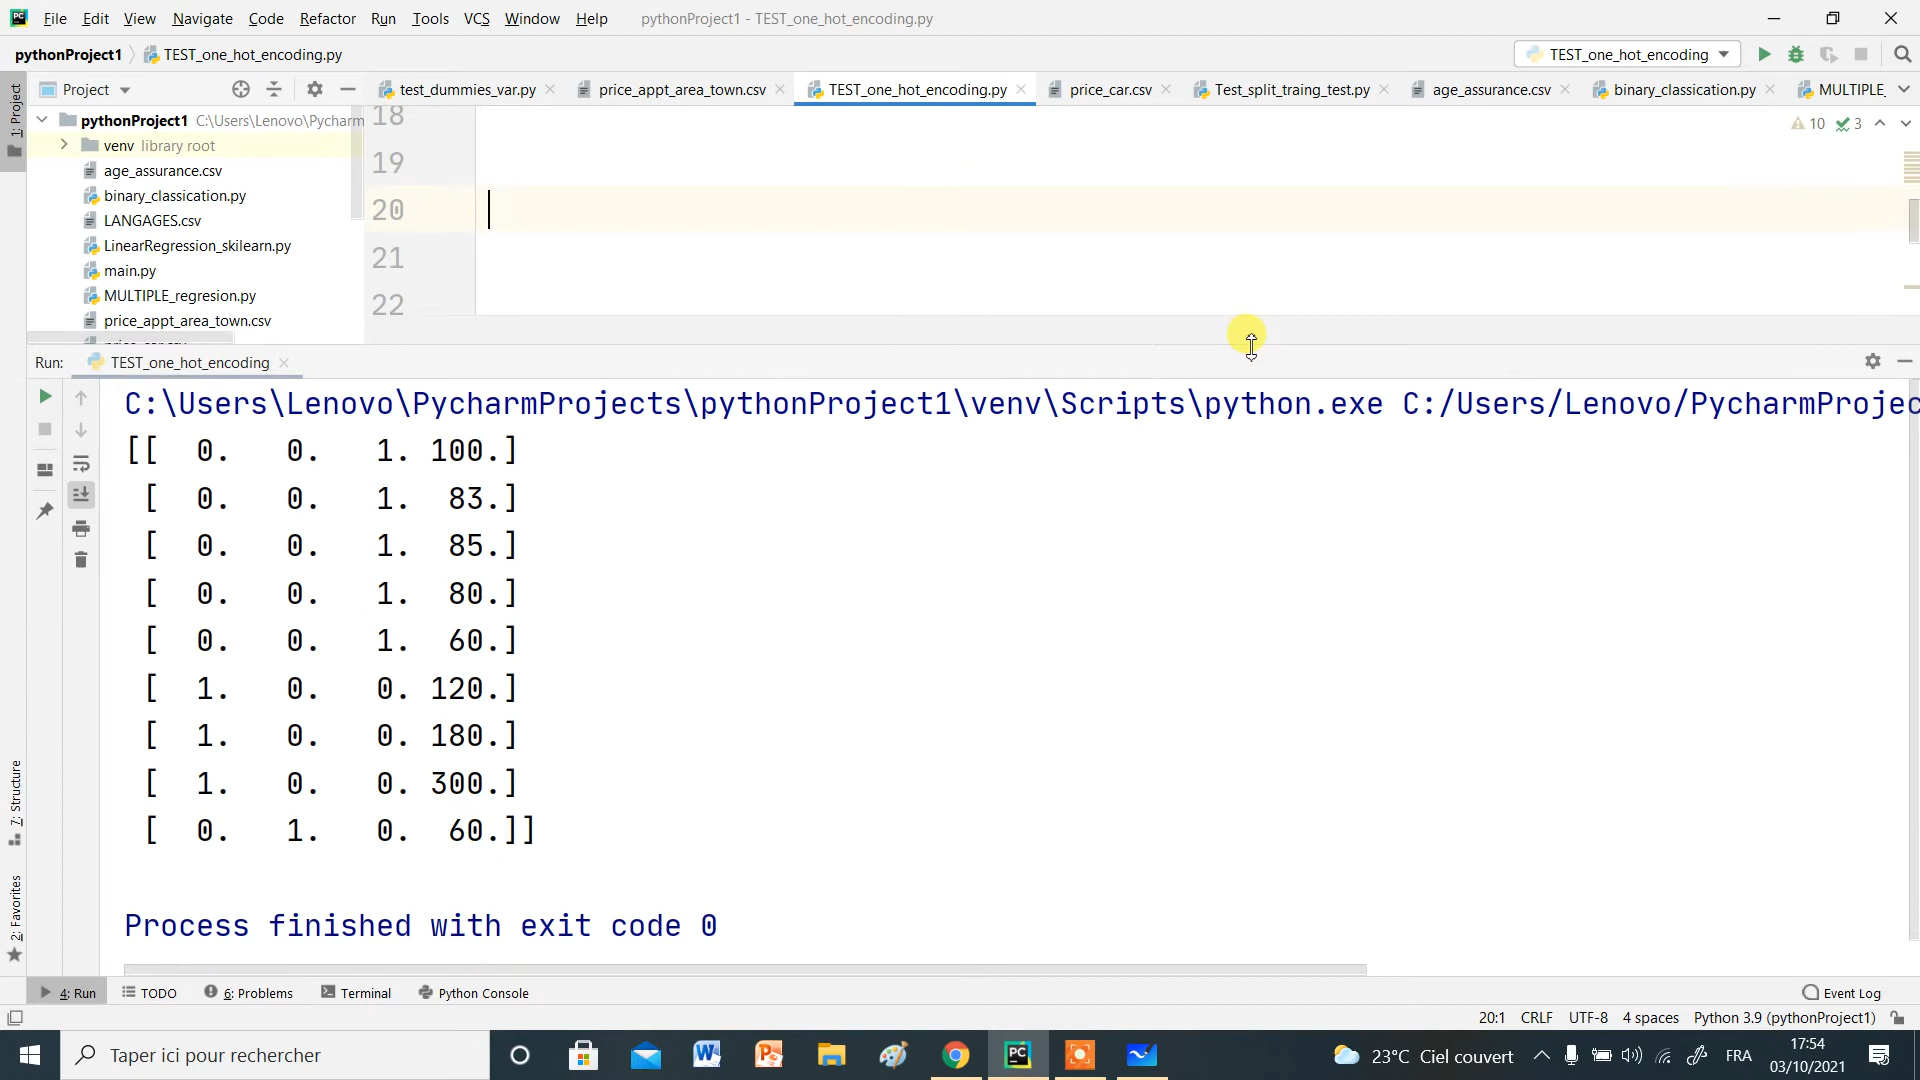 File Edit View Navigate Code Refactor Run Tools VCS Window Help pythonProject1 - TEST_one_hot_encoding.py
pythonProject1 TEST_one_hot_encoding.py TEST_one_hot_encoding
Project test_dummies_var.py price_appt_area_town.csv TEST_one_hot_encoding.py price_car.csv Test_split_traing_test.py age_assurance.csv binary_classication.py MULTIPLE_
1: Project
pythonProject1 C:\Users\Lenovo\Pycharm
venv library root
age_assurance.csv
binary_classication.py
LANGAGES.csv
LinearRegression_skilearn.py
main.py
MULTIPLE_regresion.py
price_appt_area_town.csv
18
19
20
21
22
10 3
Run: TEST_one_hot_encoding
C:\Users\Lenovo\PycharmProjects\pythonProject1\venv\Scripts\python.exe C:/Users/Lenovo/PycharmProjec
[[ 0. 0. 1. 100.]
[ 0. 0. 1. 83.]
[ 0. 0. 1. 85.]
[ 0. 0. 1. 80.]
[ 0. 0. 1. 60.]
[ 1. 0. 0. 120.]
[ 1. 0. 0. 180.]
[ 1. 0. 0. 300.]
[ 0. 1. 0. 60.]]
Process finished with exit code 0
7: Structure
2: Favorites
4: Run TODO 6: Problems Terminal Python Console Event Log
20:1 CRLF UTF-8 4 spaces Python 3.9 (pythonProject1)
Taper ici pour rechercher
23°C Ciel couvert FRA 17:54
03/10/2021